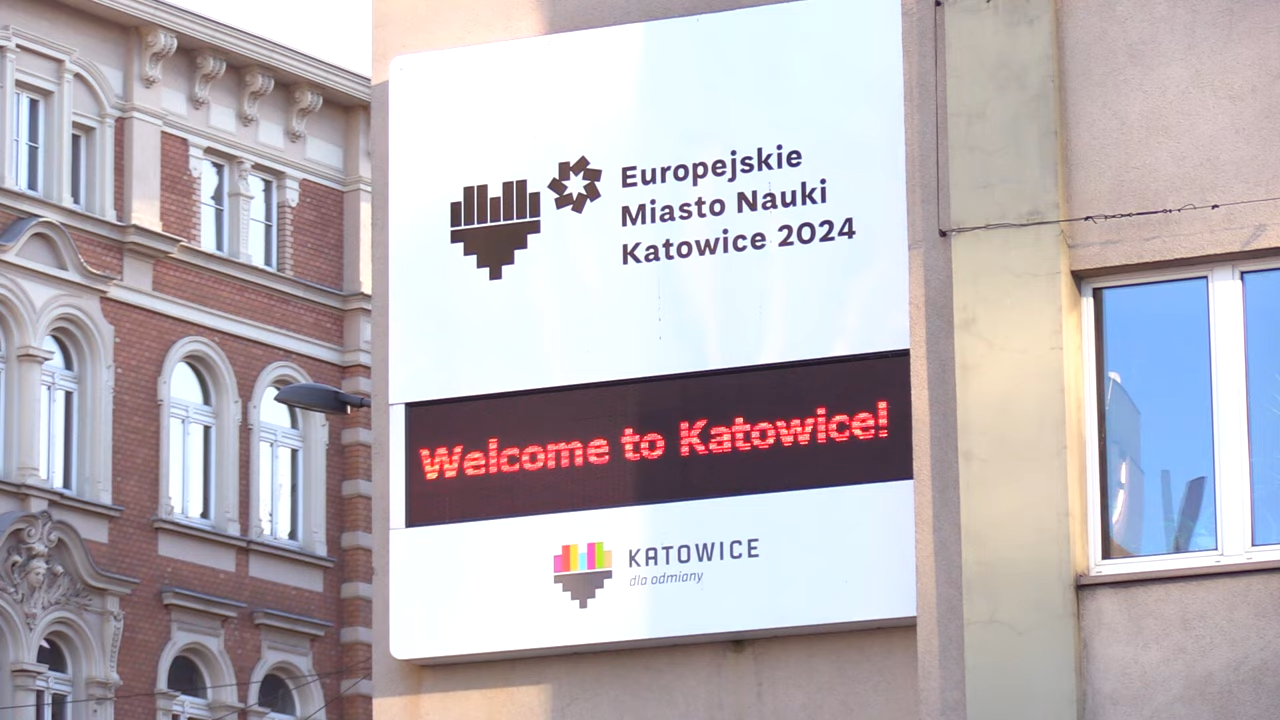 Europejskie
Miasto Nauki
Katowice 2024
Welcome to Katowice!
KATOWICE
dla odmiany